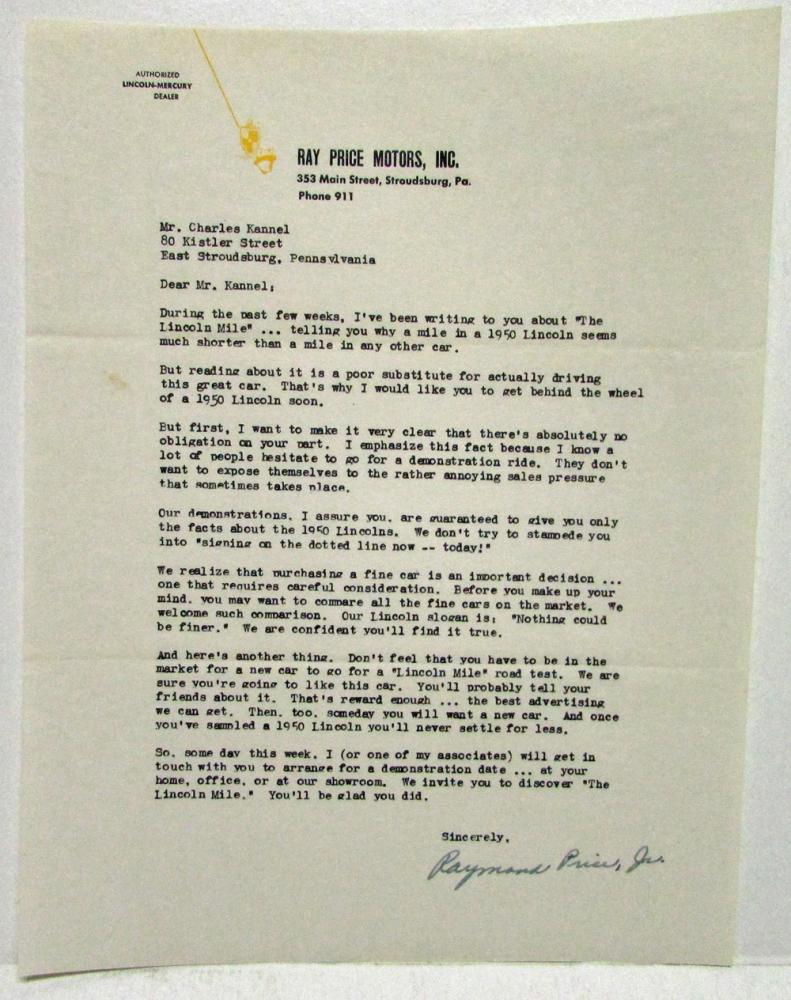 AUTHORIZED
LINCOLN-MERCURY
DEALER
RAY PRICE MOTORS, INC.
353 Main Street, Stroudsburg, Pa.
Phone 911
Mr. Charles Kannel
80 Kistler Street
East Stroudsburg, Pennsylvania
Dear Mr. Kannel;
During the past few weeks, I've been writing to you about "The
Lincoln Mile" ... telling you why a mile in a 1950 Lincoln seems
much shorter than a mile in any other car.
But reading about it is a poor substitute for actually driving
this great car. That's why I would like you to get behind the wheel
of a 1950 Lincoln soon.
But first, I want to make it very clear that there's absolutely no
obligation on your part. I emphasize this fact because I know a
lot of people hesitate to go for a demonstration ride. They don't
want to expose themselves to the rather annoying sales pressure
that sometimes takes place.
Our demonstrations, I assure you, are guaranteed to give you only
the facts about the 1950 Lincolns. We don't try to stampede you
into "signing on the dotted line now -- today!"
We realize that purchasing a fine car is an important decision ...
one that requires careful consideration. Before you make up your
mind, you may want to compare all the fine cars on the market. We
welcome such comparison. Our Lincoln slogan is: "Nothing could
be finer." We are confident you'll find it true.
And here's another thing. Don't feel that you have to be in the
market for a new car to go for a "Lincoln Mile" road test. We are
sure you're going to like this car. You'll probably tell your
friends about it. That's reward enough ... the best advertising
we can get. Then, too, someday you will want a new car. And once
you've sampled a 1950 Lincoln you'll never settle for less.
So, some day this week, I (or one of my associates) will get in
touch with you to arrange for a demonstration date ... at your
home, office, or at our showroom. We invite you to discover "The
Lincoln Mile." You'll be glad you did.
Sincerely,
Raymond Price, Jr.